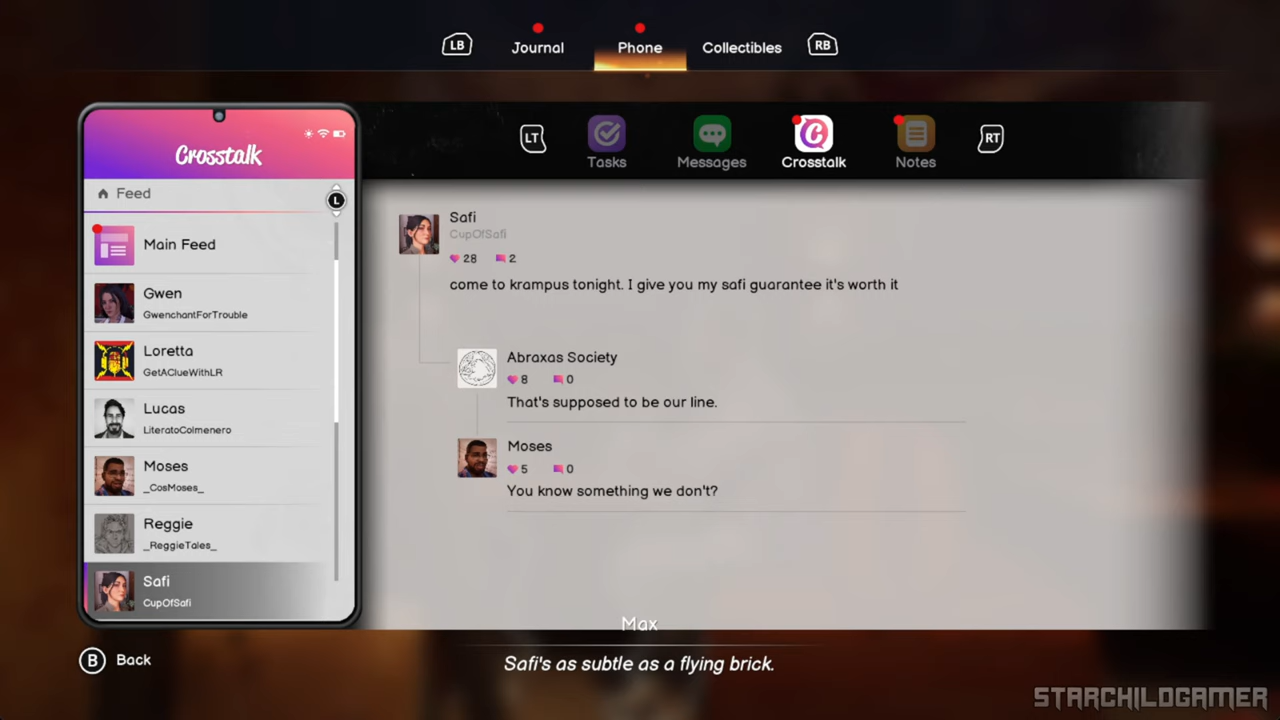 LB
Journal
Phone
Collectibles
RB
Crosstalk
Feed
L
Main Feed
Gwen
GwenchantForTrouble
Loretta
GetAClueWithLR
Lucas
LiteratoColmenero
Moses
_CosMoses_
Reggie
_ReggieTales_
Safi
CupOfSafi
LT
Tasks
Messages
Crosstalk
Notes
RT
Safi
CupOfSafi
28 2
come to krampus tonight. I give you my safi guarantee it's worth it
Abraxas Society
8 0
That's supposed to be our line.
Moses
5 0
You know something we don't?
Max
Safi's as subtle as a flying brick.
B Back
STARCHILDGAMER